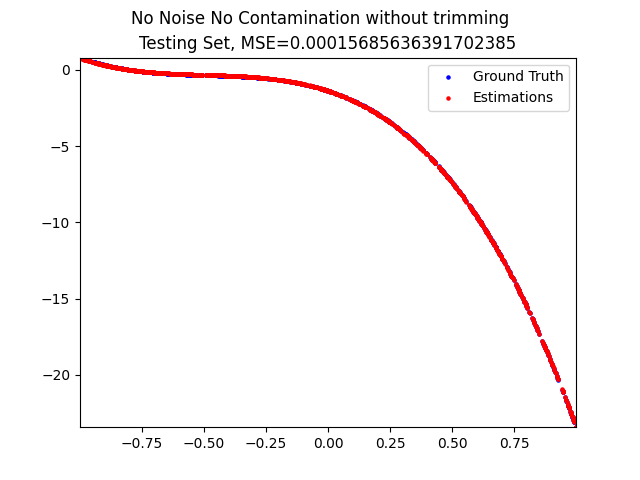 No Noise No Contamination without trimming
Testing Set, MSE=0.00015685636391702385
Ground Truth
Estimations
0
−5
−10
−15
−20
−0.75 −0.50 −0.25 0.00 0.25 0.50 0.75